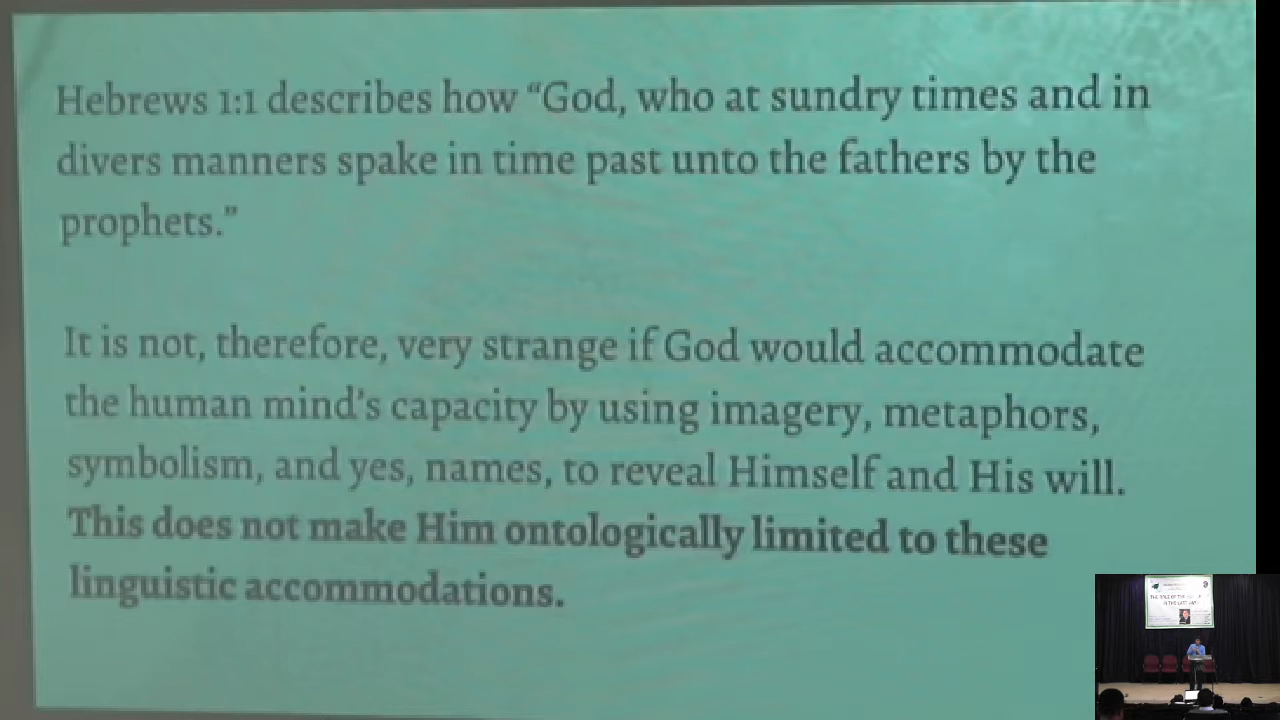 Hebrews 1:1 describes how “God, who at sundry times and in
divers manners spake in time past unto the fathers by the
prophets.”
It is not, therefore, very strange if God would accommodate
the human mind’s capacity by using imagery, metaphors,
symbolism, and yes, names, to reveal Himself and His will.
This does not make Him ontologically limited to these
linguistic accommodations.
IN THE LAST